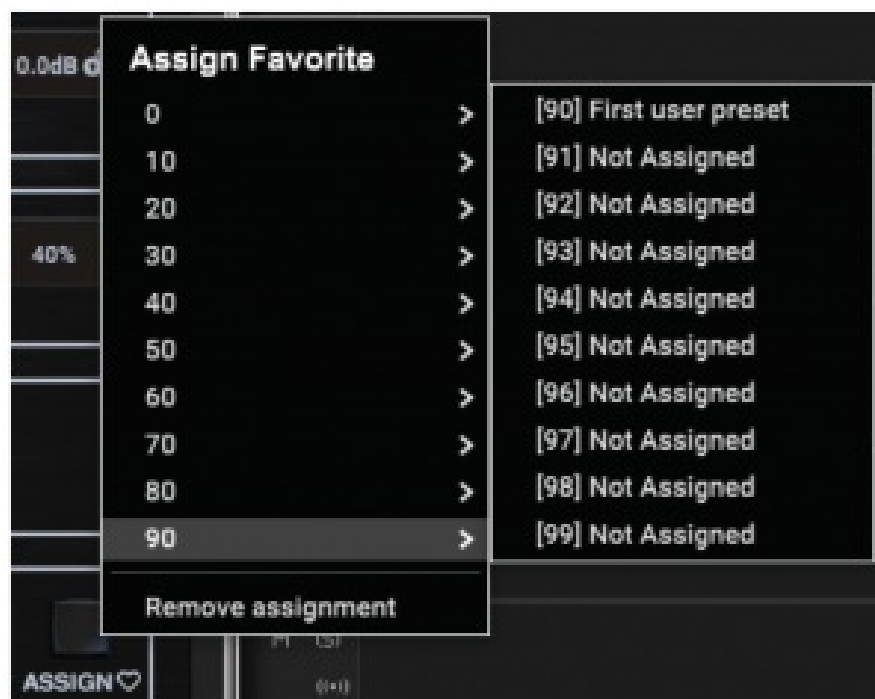 0.0dB
Assign Favorite
0
10
20
30
40%
40
50
60
70
80
90
Remove assignment
[90] First user preset
[91] Not Assigned
[92] Not Assigned
[93] Not Assigned
[94] Not Assigned
[95] Not Assigned
[96] Not Assigned
[97] Not Assigned
[98] Not Assigned
[99] Not Assigned
ASSIGN♡